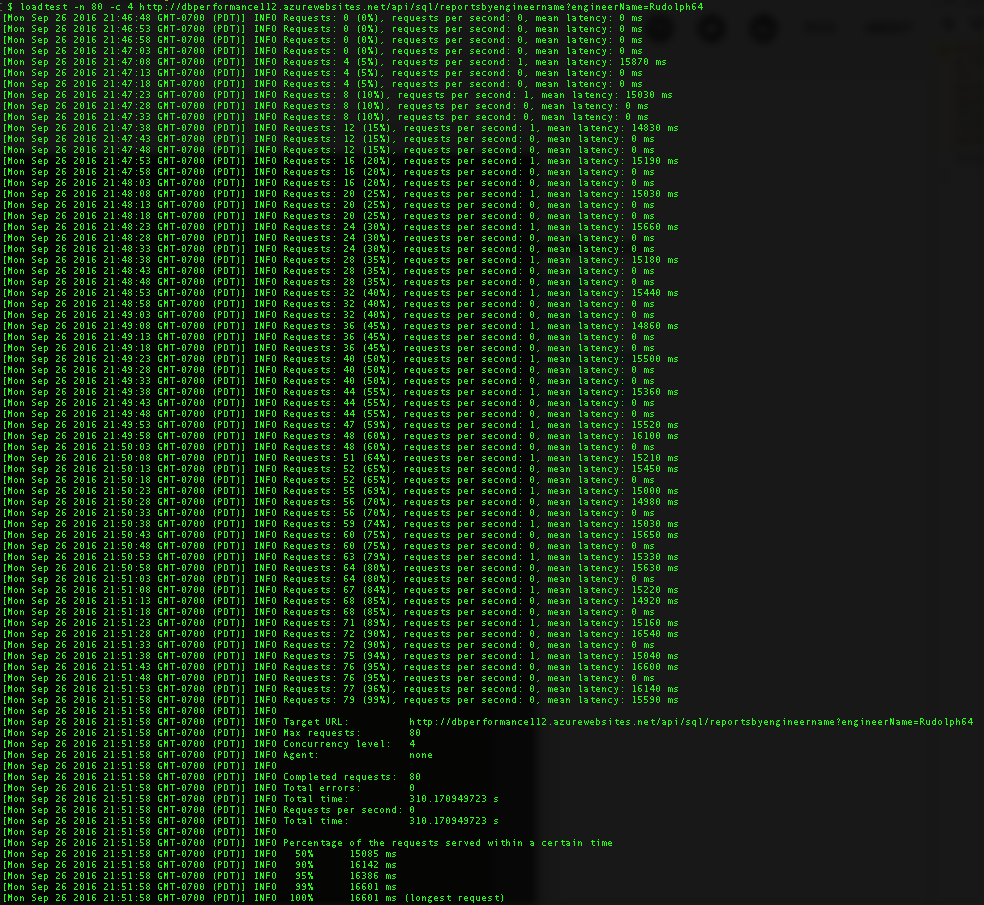 $ loadtest -n 80 -c 4 http://dbperformance112.azurewebsites.net/api/sql/reportsbyengineername?engineerName=Rudolph64
[Mon Sep 26 2016 21:46:48 GMT-0700 (PDT)] INFO Requests: 0 (0%), requests per second: 0, mean latency: 0 ms
[Mon Sep 26 2016 21:46:53 GMT-0700 (PDT)] INFO Requests: 0 (0%), requests per second: 0, mean latency: 0 ms
[Mon Sep 26 2016 21:46:58 GMT-0700 (PDT)] INFO Requests: 0 (0%), requests per second: 0, mean latency: 0 ms
[Mon Sep 26 2016 21:47:03 GMT-0700 (PDT)] INFO Requests: 0 (0%), requests per second: 0, mean latency: 0 ms
[Mon Sep 26 2016 21:47:08 GMT-0700 (PDT)] INFO Requests: 4 (5%), requests per second: 1, mean latency: 15870 ms
[Mon Sep 26 2016 21:47:13 GMT-0700 (PDT)] INFO Requests: 4 (5%), requests per second: 0, mean latency: 0 ms
[Mon Sep 26 2016 21:47:18 GMT-0700 (PDT)] INFO Requests: 4 (5%), requests per second: 0, mean latency: 0 ms
[Mon Sep 26 2016 21:47:23 GMT-0700 (PDT)] INFO Requests: 8 (10%), requests per second: 1, mean latency: 15030 ms
[Mon Sep 26 2016 21:47:28 GMT-0700 (PDT)] INFO Requests: 8 (10%), requests per second: 0, mean latency: 0 ms
[Mon Sep 26 2016 21:47:33 GMT-0700 (PDT)] INFO Requests: 8 (10%), requests per second: 0, mean latency: 0 ms
[Mon Sep 26 2016 21:47:38 GMT-0700 (PDT)] INFO Requests: 12 (15%), requests per second: 1, mean latency: 14830 ms
[Mon Sep 26 2016 21:47:43 GMT-0700 (PDT)] INFO Requests: 12 (15%), requests per second: 0, mean latency: 0 ms
[Mon Sep 26 2016 21:47:48 GMT-0700 (PDT)] INFO Requests: 12 (15%), requests per second: 0, mean latency: 0 ms
[Mon Sep 26 2016 21:47:53 GMT-0700 (PDT)] INFO Requests: 16 (20%), requests per second: 1, mean latency: 15190 ms
[Mon Sep 26 2016 21:47:58 GMT-0700 (PDT)] INFO Requests: 16 (20%), requests per second: 0, mean latency: 0 ms
[Mon Sep 26 2016 21:48:03 GMT-0700 (PDT)] INFO Requests: 16 (20%), requests per second: 0, mean latency: 0 ms
[Mon Sep 26 2016 21:48:08 GMT-0700 (PDT)] INFO Requests: 20 (25%), requests per second: 1, mean latency: 15030 ms
[Mon Sep 26 2016 21:48:13 GMT-0700 (PDT)] INFO Requests: 20 (25%), requests per second: 0, mean latency: 0 ms
[Mon Sep 26 2016 21:48:18 GMT-0700 (PDT)] INFO Requests: 20 (25%), requests per second: 0, mean latency: 0 ms
[Mon Sep 26 2016 21:48:23 GMT-0700 (PDT)] INFO Requests: 24 (30%), requests per second: 1, mean latency: 15660 ms
[Mon Sep 26 2016 21:48:28 GMT-0700 (PDT)] INFO Requests: 24 (30%), requests per second: 0, mean latency: 0 ms
[Mon Sep 26 2016 21:48:33 GMT-0700 (PDT)] INFO Requests: 24 (30%), requests per second: 0, mean latency: 0 ms
[Mon Sep 26 2016 21:48:38 GMT-0700 (PDT)] INFO Requests: 28 (35%), requests per second: 1, mean latency: 15180 ms
[Mon Sep 26 2016 21:48:43 GMT-0700 (PDT)] INFO Requests: 28 (35%), requests per second: 0, mean latency: 0 ms
[Mon Sep 26 2016 21:48:48 GMT-0700 (PDT)] INFO Requests: 28 (35%), requests per second: 0, mean latency: 0 ms
[Mon Sep 26 2016 21:48:53 GMT-0700 (PDT)] INFO Requests: 32 (40%), requests per second: 1, mean latency: 15440 ms
[Mon Sep 26 2016 21:48:58 GMT-0700 (PDT)] INFO Requests: 32 (40%), requests per second: 0, mean latency: 0 ms
[Mon Sep 26 2016 21:49:03 GMT-0700 (PDT)] INFO Requests: 32 (40%), requests per second: 0, mean latency: 0 ms
[Mon Sep 26 2016 21:49:08 GMT-0700 (PDT)] INFO Requests: 36 (45%), requests per second: 1, mean latency: 14860 ms
[Mon Sep 26 2016 21:49:13 GMT-0700 (PDT)] INFO Requests: 36 (45%), requests per second: 0, mean latency: 0 ms
[Mon Sep 26 2016 21:49:18 GMT-0700 (PDT)] INFO Requests: 36 (45%), requests per second: 0, mean latency: 0 ms
[Mon Sep 26 2016 21:49:23 GMT-0700 (PDT)] INFO Requests: 40 (50%), requests per second: 1, mean latency: 15500 ms
[Mon Sep 26 2016 21:49:28 GMT-0700 (PDT)] INFO Requests: 40 (50%), requests per second: 0, mean latency: 0 ms
[Mon Sep 26 2016 21:49:33 GMT-0700 (PDT)] INFO Requests: 40 (50%), requests per second: 0, mean latency: 0 ms
[Mon Sep 26 2016 21:49:38 GMT-0700 (PDT)] INFO Requests: 44 (55%), requests per second: 1, mean latency: 15360 ms
[Mon Sep 26 2016 21:49:43 GMT-0700 (PDT)] INFO Requests: 44 (55%), requests per second: 0, mean latency: 0 ms
[Mon Sep 26 2016 21:49:48 GMT-0700 (PDT)] INFO Requests: 44 (55%), requests per second: 0, mean latency: 0 ms
[Mon Sep 26 2016 21:49:53 GMT-0700 (PDT)] INFO Requests: 47 (59%), requests per second: 1, mean latency: 15520 ms
[Mon Sep 26 2016 21:49:58 GMT-0700 (PDT)] INFO Requests: 48 (60%), requests per second: 0, mean latency: 16100 ms
[Mon Sep 26 2016 21:50:03 GMT-0700 (PDT)] INFO Requests: 48 (60%), requests per second: 0, mean latency: 0 ms
[Mon Sep 26 2016 21:50:08 GMT-0700 (PDT)] INFO Requests: 51 (64%), requests per second: 1, mean latency: 15210 ms
[Mon Sep 26 2016 21:50:13 GMT-0700 (PDT)] INFO Requests: 52 (65%), requests per second: 0, mean latency: 15450 ms
[Mon Sep 26 2016 21:50:18 GMT-0700 (PDT)] INFO Requests: 52 (65%), requests per second: 0, mean latency: 0 ms
[Mon Sep 26 2016 21:50:23 GMT-0700 (PDT)] INFO Requests: 55 (69%), requests per second: 1, mean latency: 15000 ms
[Mon Sep 26 2016 21:50:28 GMT-0700 (PDT)] INFO Requests: 56 (70%), requests per second: 0, mean latency: 14980 ms
[Mon Sep 26 2016 21:50:33 GMT-0700 (PDT)] INFO Requests: 56 (70%), requests per second: 0, mean latency: 0 ms
[Mon Sep 26 2016 21:50:38 GMT-0700 (PDT)] INFO Requests: 59 (74%), requests per second: 1, mean latency: 15030 ms
[Mon Sep 26 2016 21:50:43 GMT-0700 (PDT)] INFO Requests: 60 (75%), requests per second: 0, mean latency: 15650 ms
[Mon Sep 26 2016 21:50:48 GMT-0700 (PDT)] INFO Requests: 60 (75%), requests per second: 0, mean latency: 0 ms
[Mon Sep 26 2016 21:50:53 GMT-0700 (PDT)] INFO Requests: 63 (79%), requests per second: 1, mean latency: 15330 ms
[Mon Sep 26 2016 21:50:58 GMT-0700 (PDT)] INFO Requests: 64 (80%), requests per second: 0, mean latency: 15630 ms
[Mon Sep 26 2016 21:51:03 GMT-0700 (PDT)] INFO Requests: 64 (80%), requests per second: 0, mean latency: 0 ms
[Mon Sep 26 2016 21:51:08 GMT-0700 (PDT)] INFO Requests: 67 (84%), requests per second: 1, mean latency: 15220 ms
[Mon Sep 26 2016 21:51:13 GMT-0700 (PDT)] INFO Requests: 68 (85%), requests per second: 0, mean latency: 14920 ms
[Mon Sep 26 2016 21:51:18 GMT-0700 (PDT)] INFO Requests: 68 (85%), requests per second: 0, mean latency: 0 ms
[Mon Sep 26 2016 21:51:23 GMT-0700 (PDT)] INFO Requests: 71 (89%), requests per second: 1, mean latency: 15160 ms
[Mon Sep 26 2016 21:51:28 GMT-0700 (PDT)] INFO Requests: 72 (90%), requests per second: 0, mean latency: 16540 ms
[Mon Sep 26 2016 21:51:33 GMT-0700 (PDT)] INFO Requests: 72 (90%), requests per second: 0, mean latency: 0 ms
[Mon Sep 26 2016 21:51:38 GMT-0700 (PDT)] INFO Requests: 75 (94%), requests per second: 1, mean latency: 15040 ms
[Mon Sep 26 2016 21:51:43 GMT-0700 (PDT)] INFO Requests: 76 (95%), requests per second: 0, mean latency: 16600 ms
[Mon Sep 26 2016 21:51:48 GMT-0700 (PDT)] INFO Requests: 76 (95%), requests per second: 0, mean latency: 0 ms
[Mon Sep 26 2016 21:51:53 GMT-0700 (PDT)] INFO Requests: 77 (96%), requests per second: 0, mean latency: 16140 ms
[Mon Sep 26 2016 21:51:58 GMT-0700 (PDT)] INFO Requests: 79 (99%), requests per second: 0, mean latency: 15590 ms
[Mon Sep 26 2016 21:51:58 GMT-0700 (PDT)] INFO
[Mon Sep 26 2016 21:51:58 GMT-0700 (PDT)] INFO Target URL: http://dbperformance112.azurewebsites.net/api/sql/reportsbyengineername?engineerName=Rudolph64
[Mon Sep 26 2016 21:51:58 GMT-0700 (PDT)] INFO Max requests: 80
[Mon Sep 26 2016 21:51:58 GMT-0700 (PDT)] INFO Concurrency level: 4
[Mon Sep 26 2016 21:51:58 GMT-0700 (PDT)] INFO Agent: none
[Mon Sep 26 2016 21:51:58 GMT-0700 (PDT)] INFO
[Mon Sep 26 2016 21:51:58 GMT-0700 (PDT)] INFO Completed requests: 80
[Mon Sep 26 2016 21:51:58 GMT-0700 (PDT)] INFO Total errors: 0
[Mon Sep 26 2016 21:51:58 GMT-0700 (PDT)] INFO Total time: 310.170949723 s
[Mon Sep 26 2016 21:51:58 GMT-0700 (PDT)] INFO Requests per second: 0
[Mon Sep 26 2016 21:51:58 GMT-0700 (PDT)] INFO Total time: 310.170949723 s
[Mon Sep 26 2016 21:51:58 GMT-0700 (PDT)] INFO
[Mon Sep 26 2016 21:51:58 GMT-0700 (PDT)] INFO Percentage of the requests served within a certain time
[Mon Sep 26 2016 21:51:58 GMT-0700 (PDT)] INFO 50% 15085 ms
[Mon Sep 26 2016 21:51:58 GMT-0700 (PDT)] INFO 90% 16142 ms
[Mon Sep 26 2016 21:51:58 GMT-0700 (PDT)] INFO 95% 16386 ms
[Mon Sep 26 2016 21:51:58 GMT-0700 (PDT)] INFO 99% 16601 ms
[Mon Sep 26 2016 21:51:58 GMT-0700 (PDT)] INFO 100% 16601 ms (longest request)